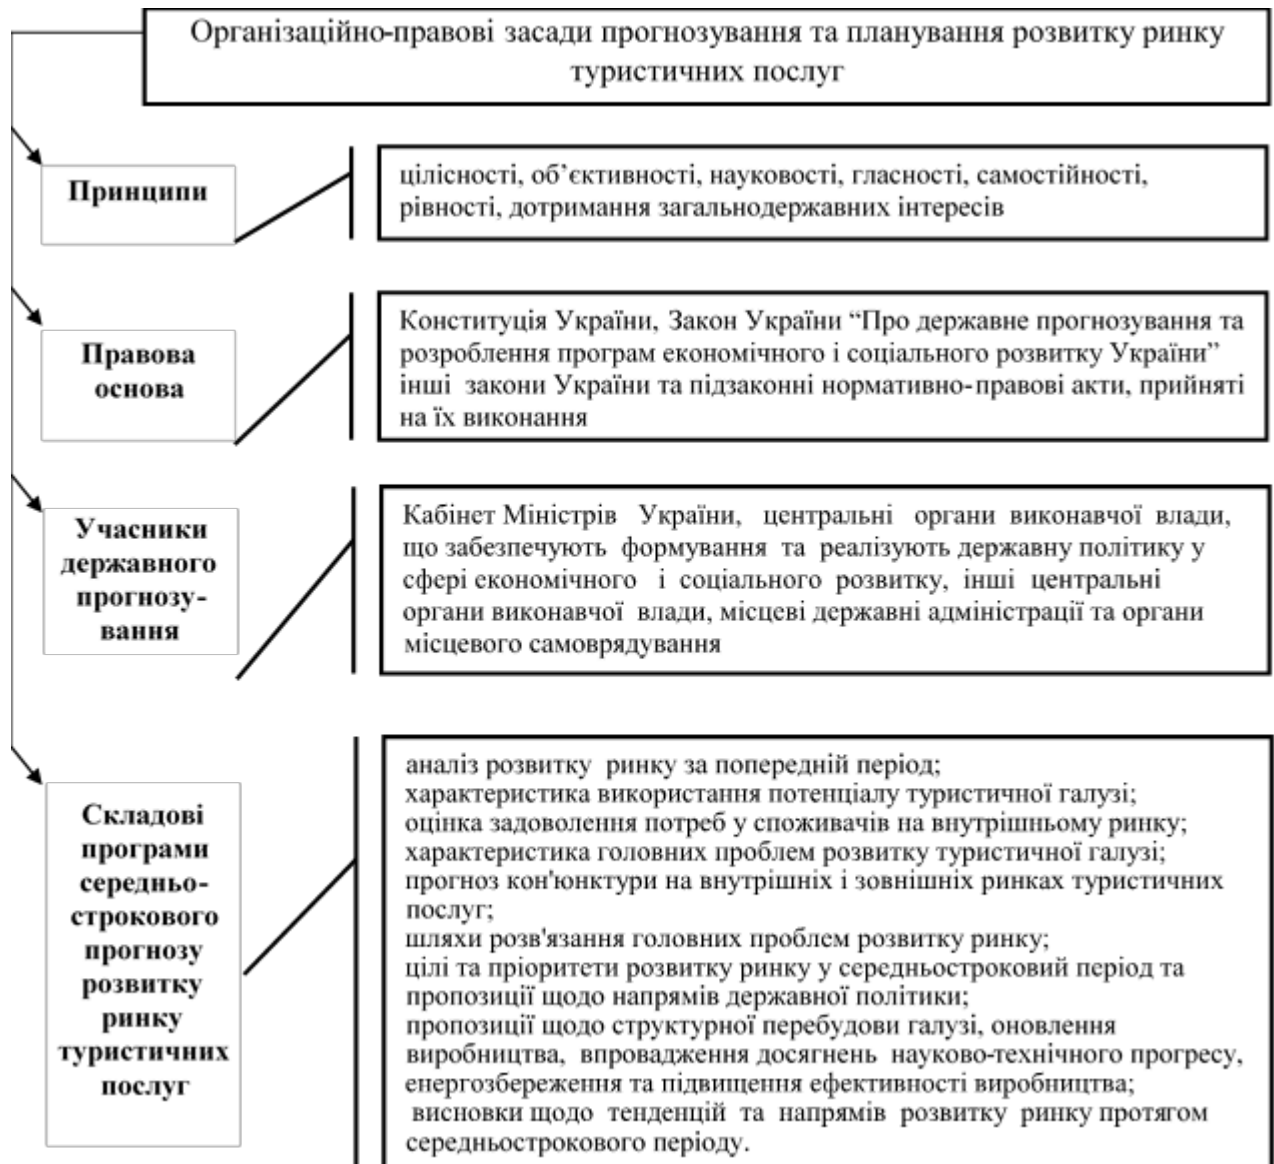 Організаційно-правові засади прогнозування та планування розвитку ринку
туристичних послуг
Принципи
цілісності, об’єктивності, науковості, гласності, самостійності,
рівності, дотримання загальнодержавних інтересів
Правова
основа
Конституція України, Закон України “Про державне прогнозування та
розроблення програм економічного і соціального розвитку України”
інші закони України та підзаконні нормативно-правові акти, прийняті
на їх виконання
Учасники
державного
прогнозу-
вання
Кабінет Міністрів України, центральні органи виконавчої влади,
що забезпечують формування та реалізують державну політику у
сфері економічного і соціального розвитку, інші центральні
органи виконавчої влади, місцеві державні адміністрації та органи
місцевого самоврядування
Складові
програми
середньо-
строкового
прогнозу
розвитку
ринку
туристичних
послуг
аналіз розвитку ринку за попередній період;
характеристика використання потенціалу туристичної галузі;
оцінка задоволення потреб у споживачів на внутрішньому ринку;
характеристика головних проблем розвитку туристичної галузі;
прогноз кон'юнктури на внутрішніх і зовнішніх ринках туристичних
послуг;
шляхи розв'язання головних проблем розвитку ринку;
цілі та пріоритети розвитку ринку у середньостроковий період та
пропозиції щодо напрямів державної політики;
пропозиції щодо структурної перебудови галузі, оновлення
виробництва, впровадження досягнень науково-технічного прогресу,
енергозбереження та підвищення ефективності виробництва;
висновки щодо тенденцій та напрямів розвитку ринку протягом
середньострокового періоду.